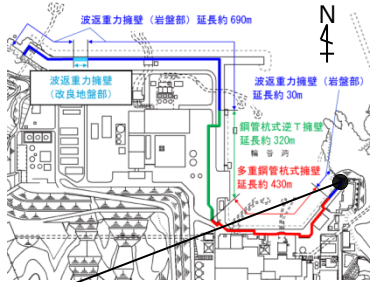 波返重力擁壁（岩盤部）延長約690m
N
波返重力擁壁
（改良地盤部）
波返重力擁壁（岩盤部）
延長約30m
鋼管杭式逆T擁壁
延長約320m
輪谷湾
多重鋼管杭式擁壁
延長約430m